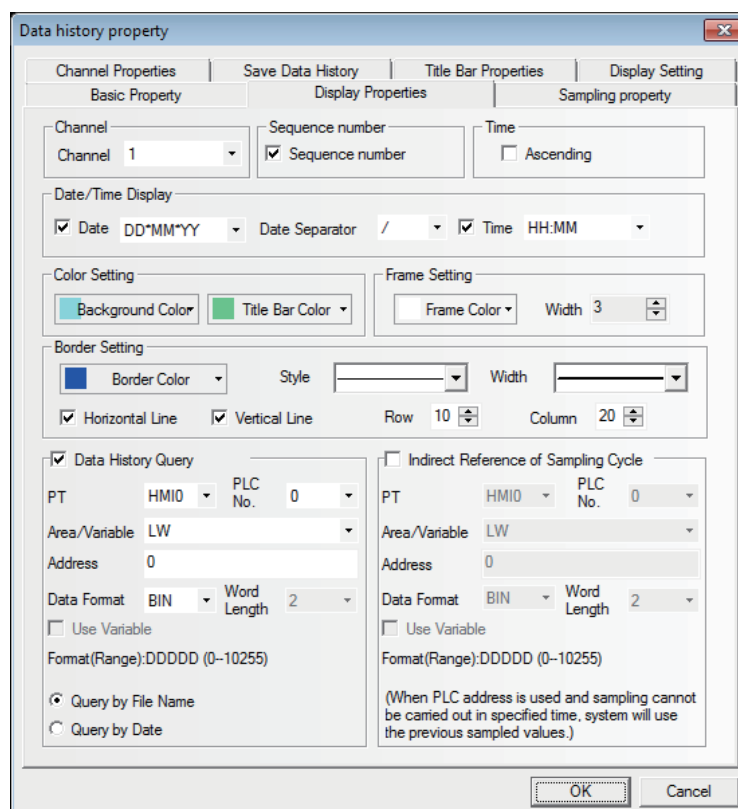 Data history property
Channel Properties Save Data History Title Bar Properties Display Setting
Basic Property Display Properties Sampling property
Channel Sequence number Time
Channel 1 Sequence number Ascending
Date/Time Display
Date DD*MM*YY Date Separator / Time HH:MM
Color Setting Frame Setting
Background Color Title Bar Color Frame Color Width 3
Border Setting
Border Color Style Width
Horizontal Line Vertical Line Row 10 Column 20
Data History Query Indirect Reference of Sampling Cycle
PT HMI0 PLC No. 0 PT HMI0 PLC No. 0
Area/Variable LW Area/Variable LW
Address 0 Address 0
Data Format BIN Word Length 2 Data Format BIN Word Length 2
Use Variable Use Variable
Format(Range):DDDDD (0--10255) Format(Range):DDDDD (0--10255)
Query by File Name
Query by Date
(When PLC address is used and sampling cannot
be carried out in specified time, system will use
the previous sampled values.)
OK Cancel